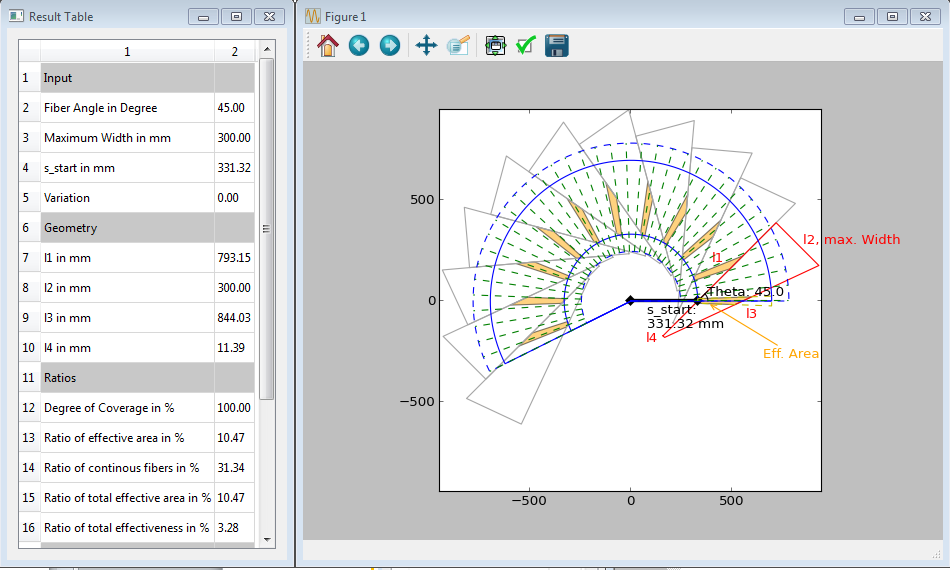 Result Table
1 2
1 Input
2 Fiber Angle in Degree 45.00
3 Maximum Width in mm 300.00
4 s_start in mm 331.32
5 Variation 0.00
6 Geometry
7 l1 in mm 793.15
8 l2 in mm 300.00
9 l3 in mm 844.03
10 l4 in mm 11.39
11 Ratios
12 Degree of Coverage in % 100.00
13 Ratio of effective area in % 10.47
14 Ratio of continous fibers in % 31.34
15 Ratio of total effective area in % 10.47
16 Ratio of total effectiveness in % 3.28
Figure 1
500
0
−500
−500 0 500
l2, max. Width
l1
Theta: 45.0
s_start:
331.32 mm
l3
l4
Eff. Area